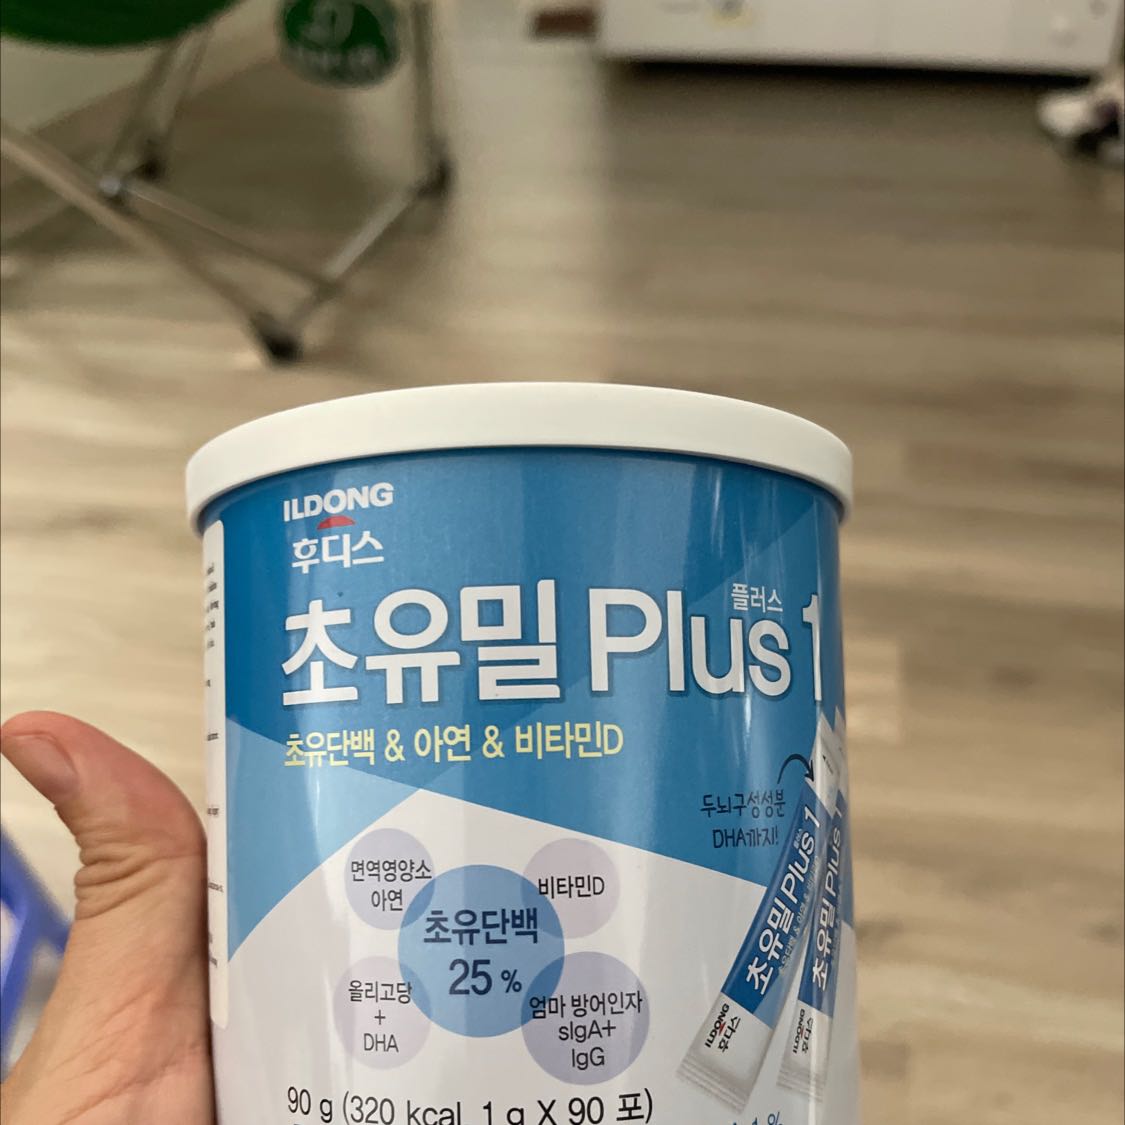 ILDONG
후디스
플러스
초유밀 Plus 1
초유단백 & 아연 & 비타민D
두뇌구성성분
DHA까지!
면역영양소
아연
비타민D
초유단백
25 %
올리고당
+
DHA
엄마 방어인자
sIgA+
IgG
초유밀 Plus 1
ILDONG
후디스
초유밀 Plus 1
ILDONG
후디스
90 g (320 kcal, 1 g X 90 포)